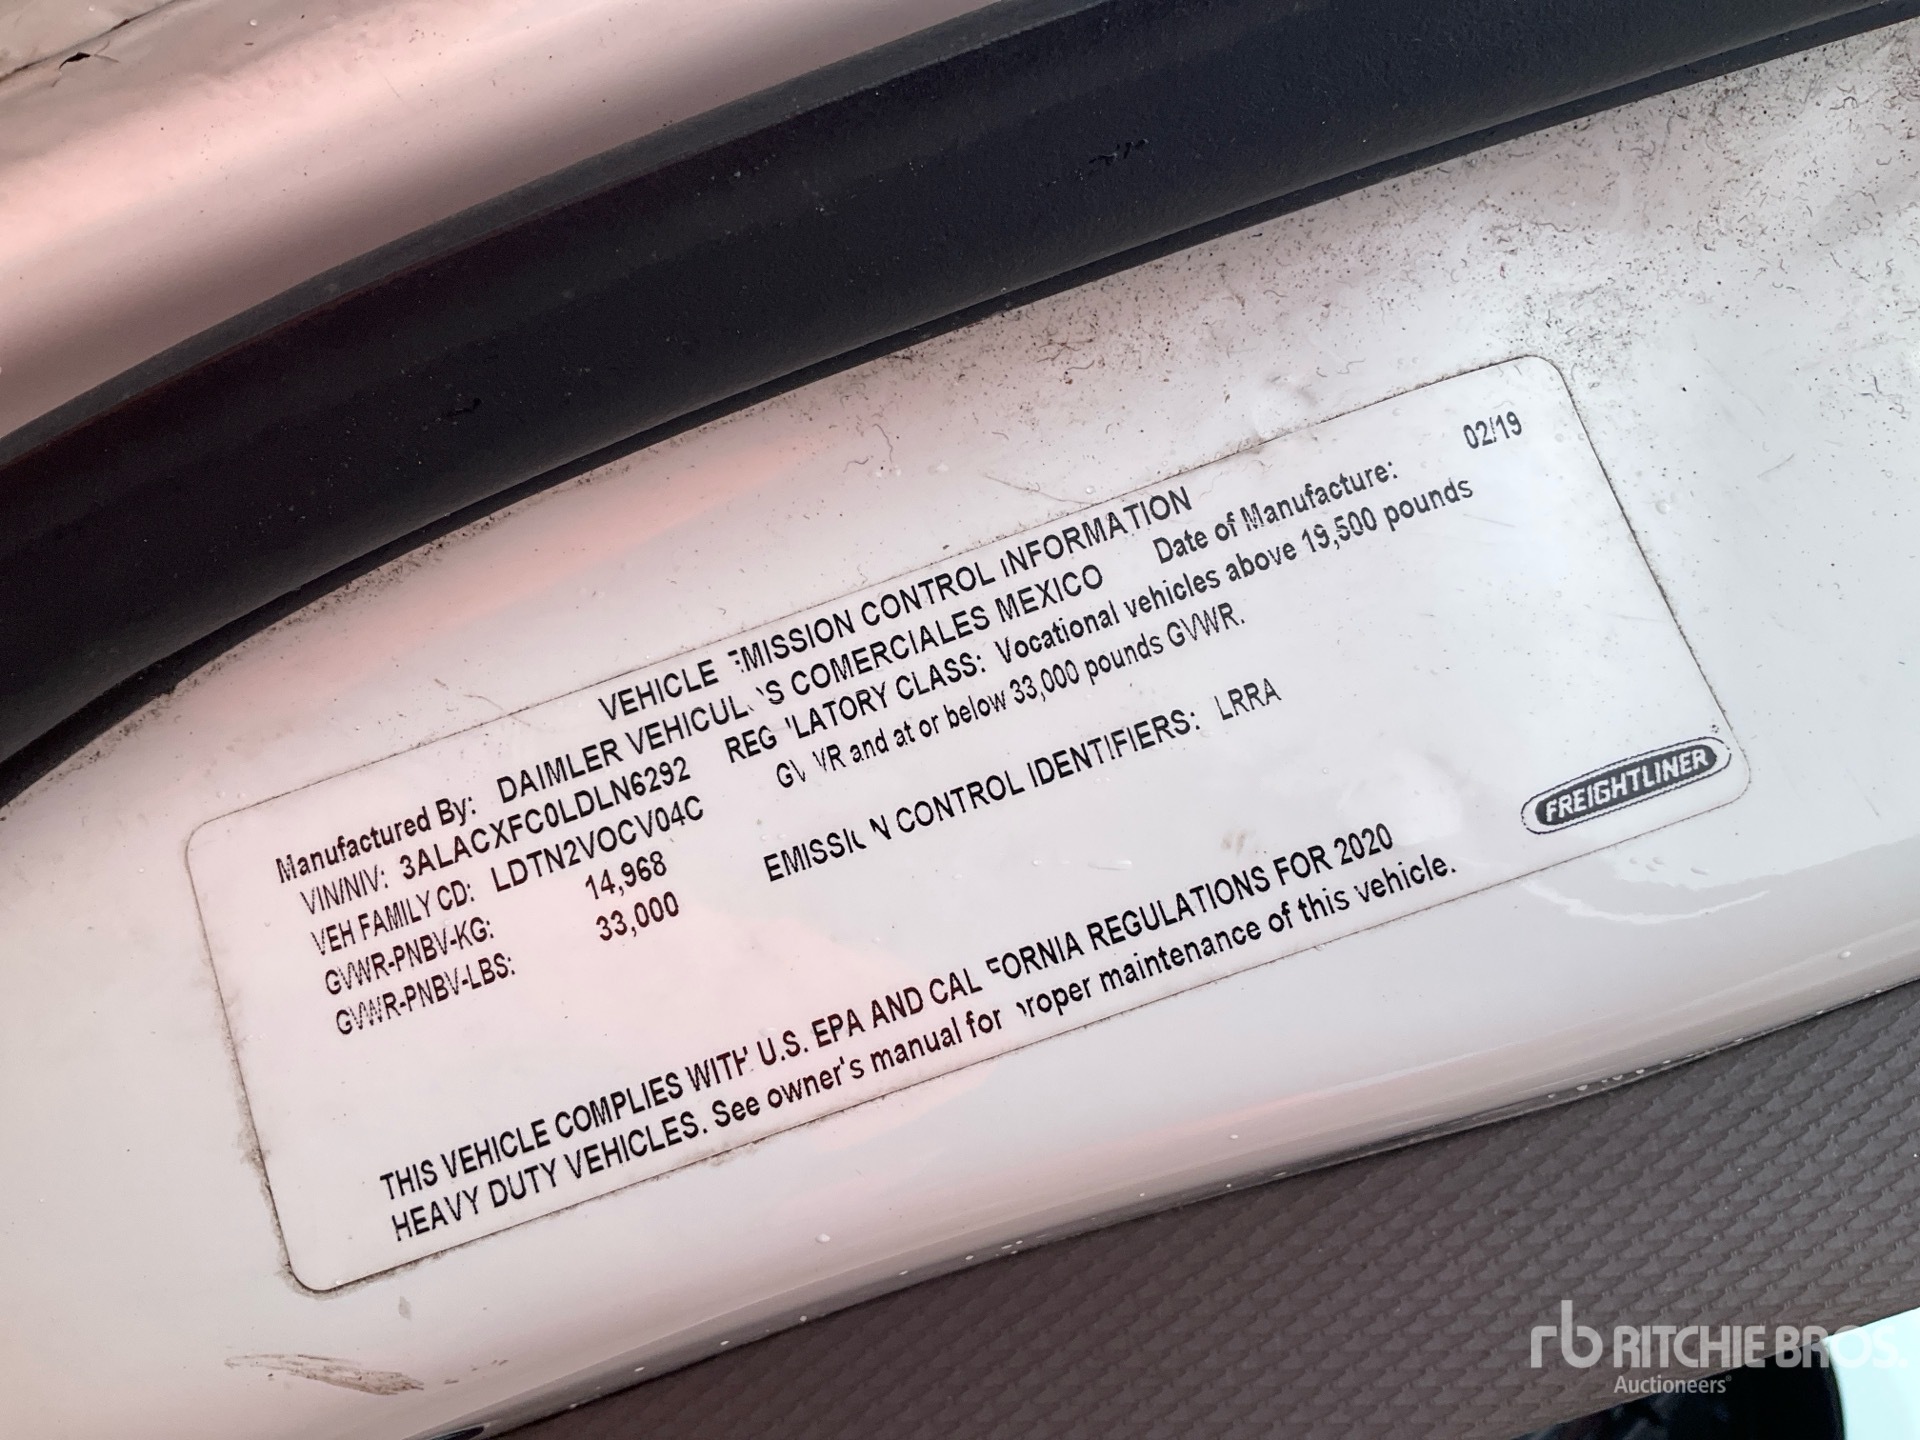 VEHICLE EMISSION CONTROL INFORMATION
Manufactured By: DAIMLER VEHICULOS COMERCIALES MEXICO Date of Manufacture: 02/19
VIN/NIV: 3ALACXFC0LDLN6292 REGULATORY CLASS: Vocational vehicles above 19,500 pounds
VEH FAMILY CD: LDTN2VOCV04C GVWR and at or below 33,000 pounds GVWR.
GVWR-PNBV-KG: 14,968
GVWR-PNBV-LBS: 33,000 EMISSION CONTROL IDENTIFIERS: LRRA
FREIGHTLINER
THIS VEHICLE COMPLIES WITH U.S. EPA AND CALIFORNIA REGULATIONS FOR 2020
HEAVY DUTY VEHICLES. See owner's manual for proper maintenance of this vehicle.
rb RITCHIE BROS.
Auctioneers